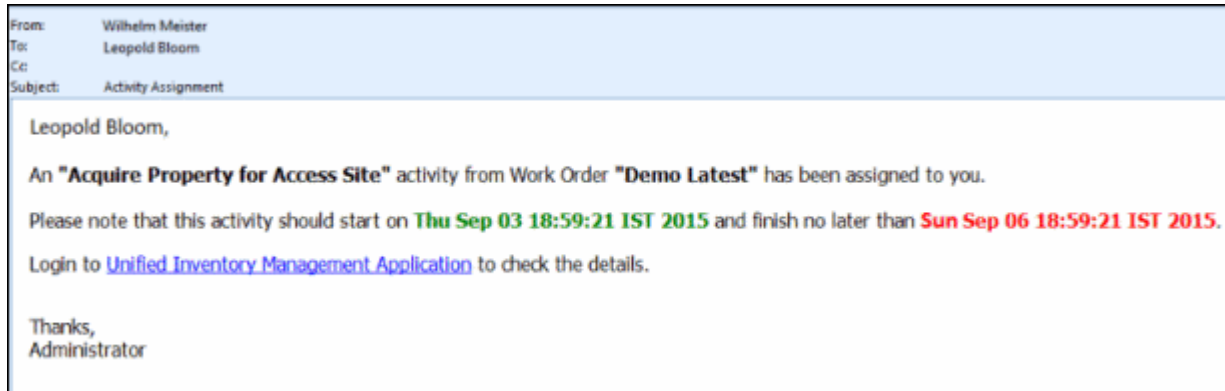 From: Wilhelm Meister
To: Leopold Bloom
Cc:
Subject: Activity Assignment
Leopold Bloom,
An "Acquire Property for Access Site" activity from Work Order "Demo Latest" has been assigned to you.
Please note that this activity should start on Thu Sep 03 18:59:21 IST 2015 and finish no later than Sun Sep 06 18:59:21 IST 2015.
Login to Unified Inventory Management Application to check the details.
Thanks,
Administrator